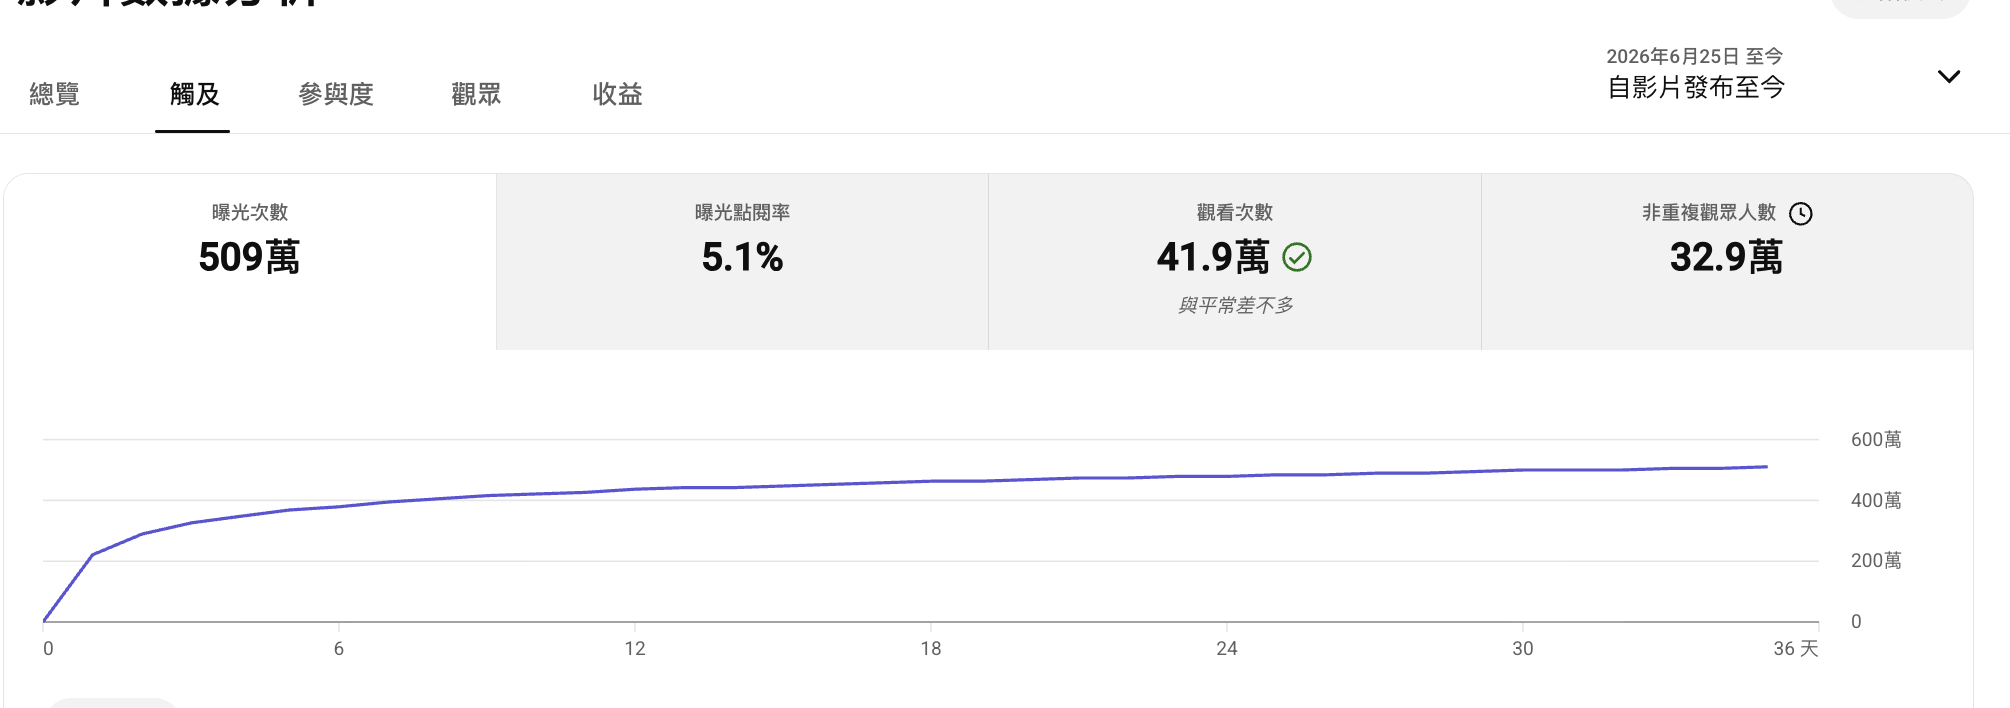 總覽
觸及
參與度
觀眾
收益
2026年6月25日 至今
自影片發布至今
曝光次數
509萬
曝光點閱率
5.1%
觀看次數
41.9萬
與平常差不多
非重複觀眾人數
32.9萬
600萬
400萬
200萬
0
0
6
12
18
24
30
36 天